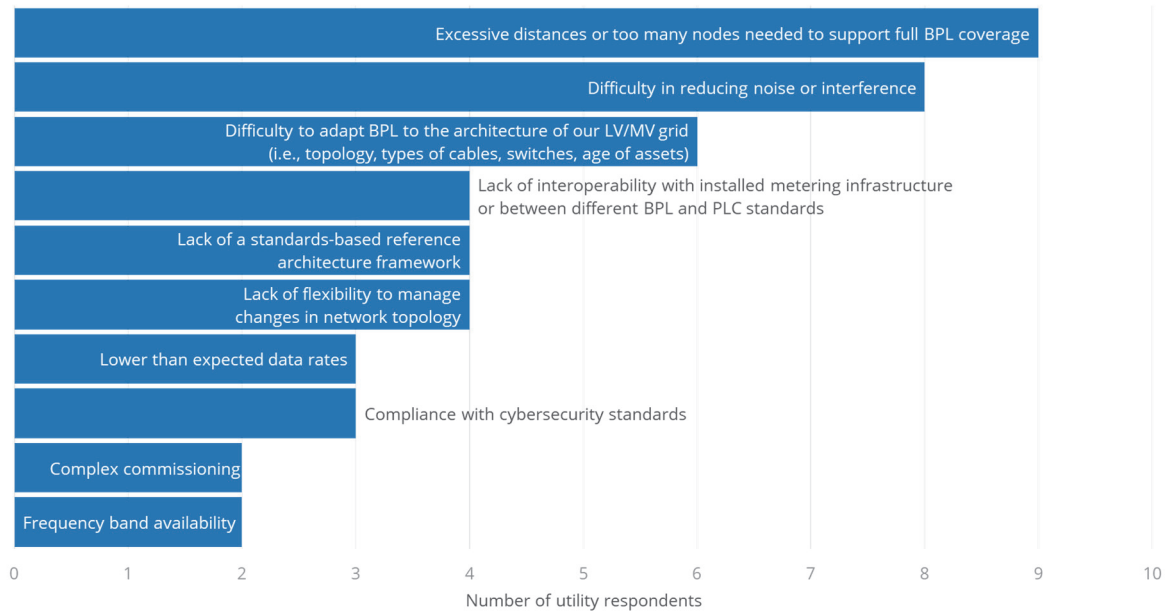 Excessive distances or too many nodes needed to support full BPL coverage
Difficulty in reducing noise or interference
Difficulty to adapt BPL to the architecture of our LV/MV grid
(i.e., topology, types of cables, switches, age of assets)
Lack of interoperability with installed metering infrastructure
or between different BPL and PLC standards
Lack of a standards-based reference
architecture framework
Lack of flexibility to manage
changes in network topology
Lower than expected data rates
Compliance with cybersecurity standards
Complex commissioning
Frequency band availability
0 1 2 3 4 5 6 7 8 9 10
Number of utility respondents